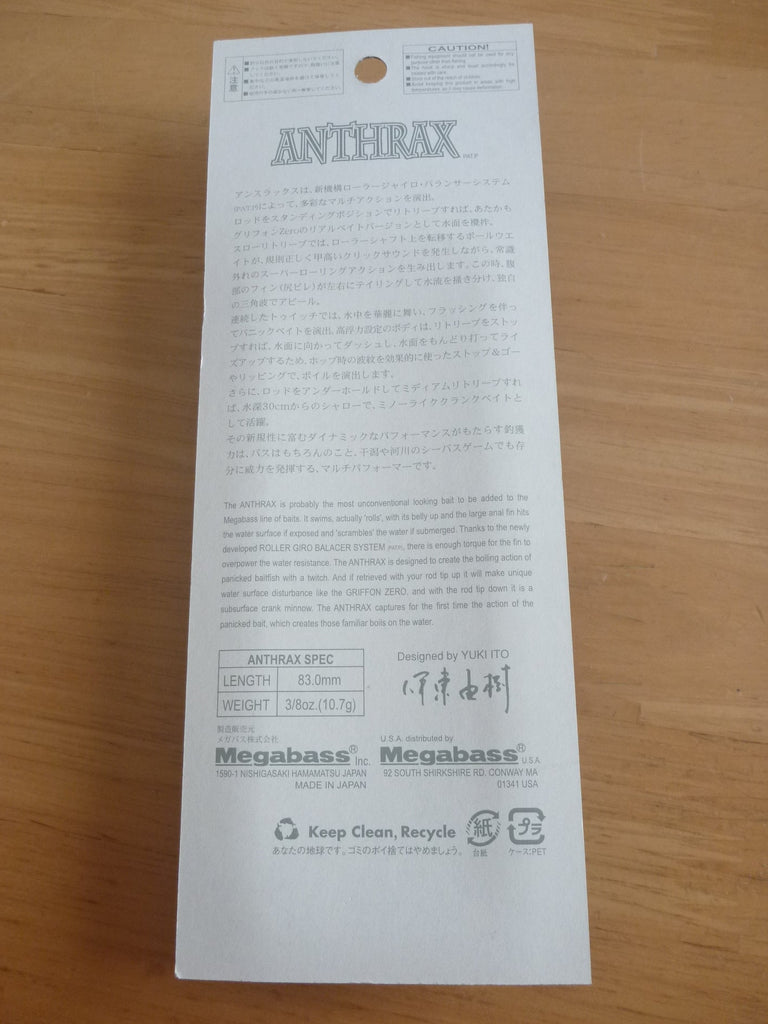 注意
CAUTION!
Fishing equipment should not be used for any
purpose other than fishing.
ANTHRAX
PAT.P
アンスラックスは、新機構ローラージャイロ・バランサーシステム
(PAT.P)によって、多彩なマルチアクションを演出。
ロッドをスタンディングポジションでリトリーブすれば、あたかも
グリフォンZeroのリアルベイトバージョンとして水面を攪拌。
スローリトリーブでは、ローラーシャフト上を転移するボールウエ
イトが、規則正しく甲高いクリックサウンドを発生しながら、常識
外れのスーパーローリングアクションを生み出します。この時、腹
部のフィン(尻ビレ)が左右にテイリングして水流を掻き分け、独自
の三角波でアピール。
連続したトゥイッチでは、水中を華麗に舞い、フラッシングを伴っ
てパニックベイトを演出。高浮力設定のボディは、リトリーブをストッ
プすれば、水面に向かってダッシュし、水面をもんどり打ってライ
ズアップするため、ホップ時の波紋を効果的に使ったストップ&ゴー
やリッピングで、ボイルを演出します。
さらに、ロッドをアンダーホールドしてミディアムリトリーブすれ
ば、水深30cmからのシャローで、ミノーライククランクベイトと
して活躍。
その新規性に富むダイナミックなパフォーマンスがもたらす釣獲
力は、バスはもちろんのこと、干潟や河川のシーバスゲームでも存
分に威力を発揮する、マルチパフォーマーです。
The ANTHRAX is probably the most unconventional looking bait to be added to the
Megabass line of baits. It swims, actually 'rolls', with its belly up and the large anal fin hits
the water surface if exposed and 'scrambles' the water if submerged. Thanks to the newly
developed ROLLER GIRO BALACER SYSTEM (PAT.P), there is enough torque for the fin to
overpower the water resistance. The ANTHRAX is designed to create the boiling action of
panicked baitfish with a twitch. And if retrieved with your rod tip up it will make unique
water surface disturbance like the GRIFFON ZERO, and with the rod tip down it is a
subsurface crank minnow. The ANTHRAX captures for the first time the action of the
panicked bait, which creates those familiar boils on the water.
ANTHRAX SPEC
LENGTH 83.0mm
WEIGHT 3/8oz.(10.7g)
Designed by YUKI ITO
伊東由樹
製造販売元
メガバス株式会社
Megabass® Inc.
1590-1 NISHIGASAKI HAMAMATSU JAPAN
MADE IN JAPAN
U.S.A. distributed by
Megabass® U.S.A.
92 SOUTH SHIRKSHIRE RD. CONWAY MA
01341 USA
Keep Clean, Recycle
あなたの地球です。ゴミのポイ捨てはやめましょう。
紙
台紙
プラ
ケース:PET